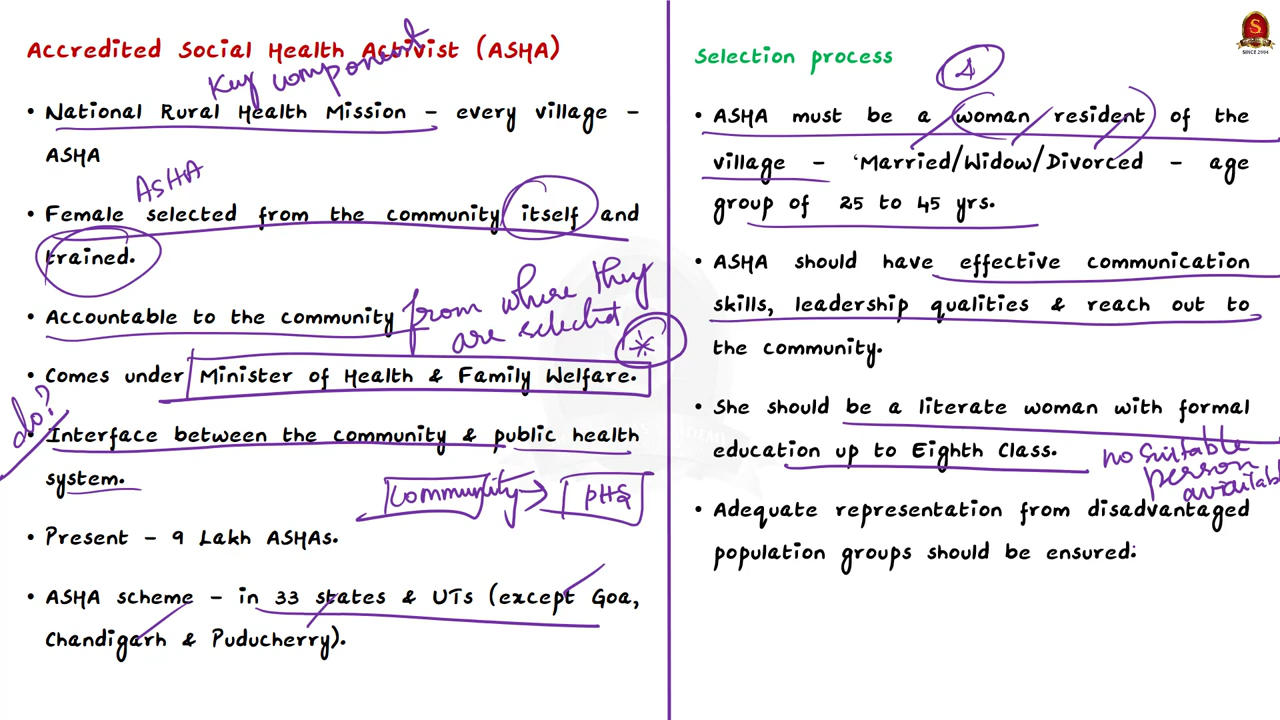 Accredited Social Health Activist (ASHA)
Key component
• National Rural Health Mission – every village –
ASHA
ASHA
• Female selected from the community itself and
trained.
• Accountable to the community
from where they
are selected
• Comes under Minister of Health & Family Welfare.
do?
• Interface between the community & public health
system.
Community → PHS
• Present – 9 Lakh ASHAs.
• ASHA scheme – in 33 states & UTs (except Goa,
Chandigarh & Puducherry).
Selection process
SINCE 2004
• ASHA must be a woman resident of the
village – 'Married/Widow/Divorced – age
group of 25 to 45 yrs.
• ASHA should have effective communication
skills, leadership qualities & reach out to
the community.
• She should be a literate woman with formal
education up to Eighth Class.
no suitable
person
availabl
• Adequate representation from disadvantaged
population groups should be ensured.